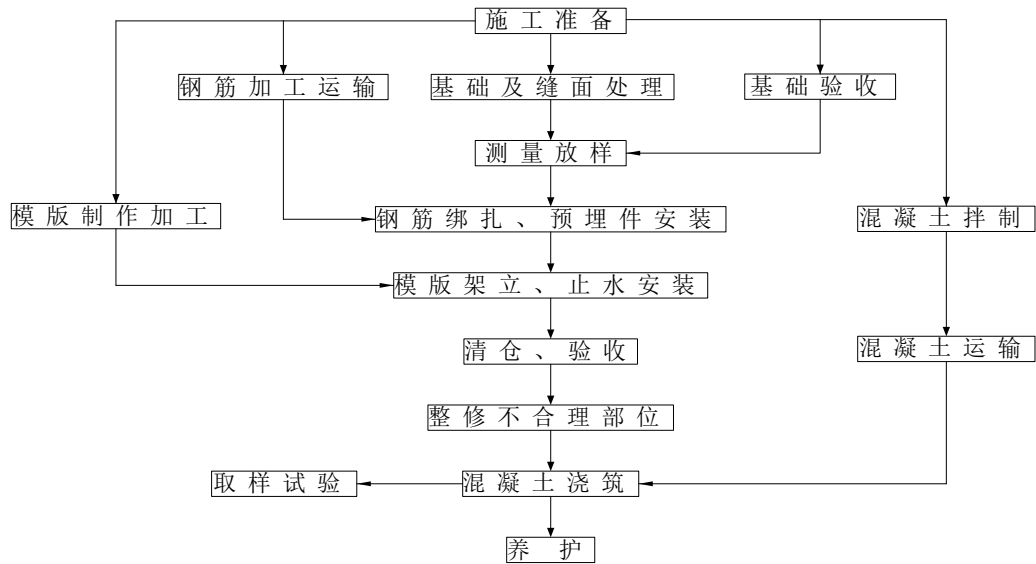 施工准备
钢筋加工运输
基础及缝面处理
基础验收
测量放样
模版制作加工
钢筋绑扎、预埋件安装
混凝土拌制
模版架立、止水安装
清仓、验收
混凝土运输
整修不合理部位
取样试验
混凝土浇筑
养 护